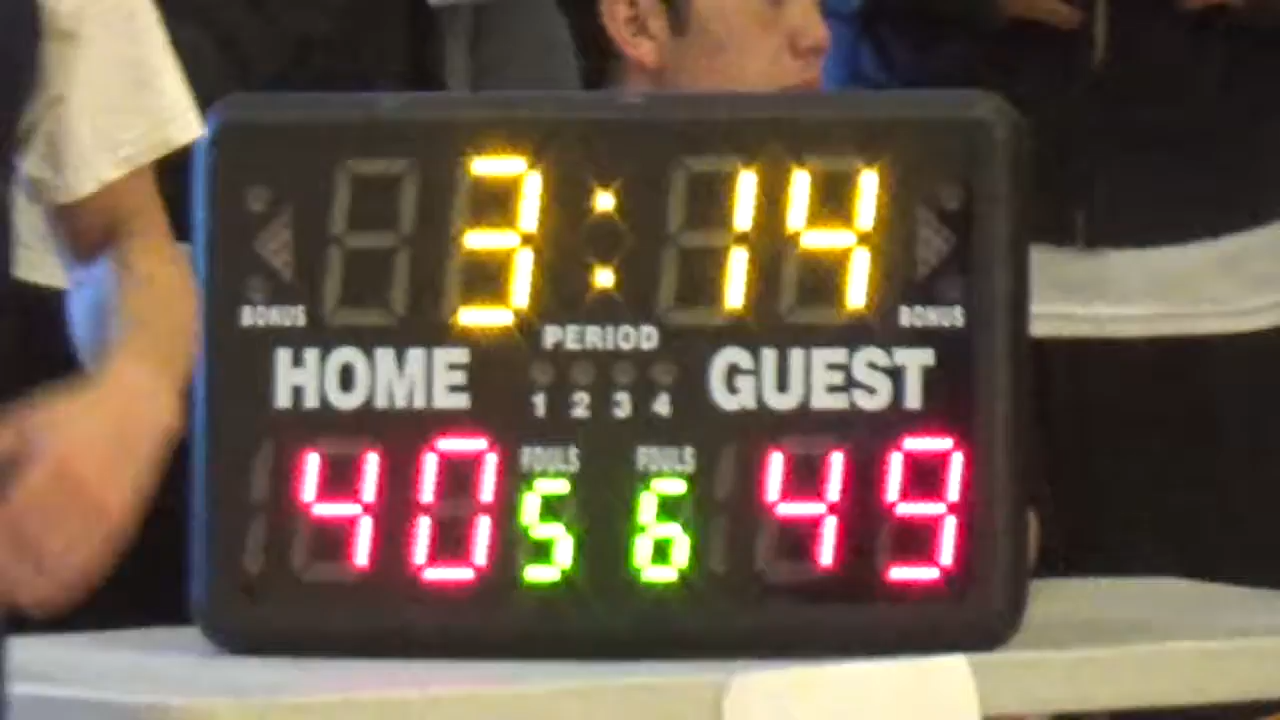 3:14
BONUS BONUS
PERIOD
HOME GUEST
1 2 3 4
FOULS FOULS
40 5 6 49